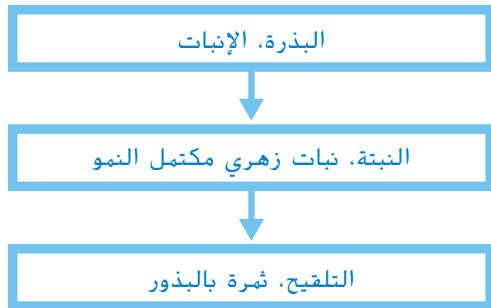 البذرة، الإنبات
النبتة، نبات زهري مكتمل النمو
التلقيح، ثمرة بالبذور